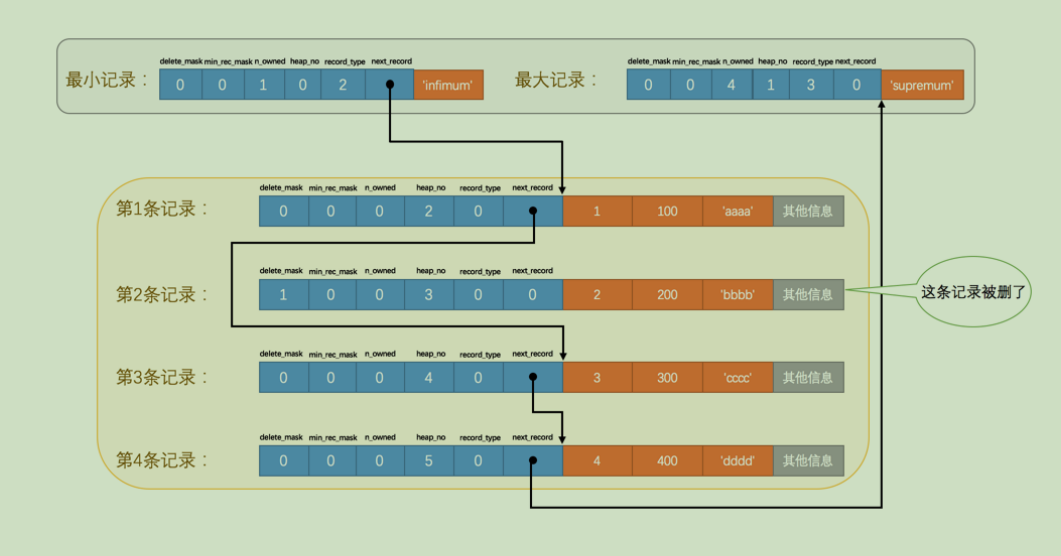 delete_mask min_rec_mask n_owned heap_no record_type next_record
最小记录： 0 0 1 0 2 'infimum'
delete_mask min_rec_mask n_owned heap_no record_type next_record
最大记录： 0 0 4 1 3 0 'supremum'
delete_mask min_rec_mask n_owned heap_no record_type next_record
第1条记录： 0 0 0 2 0 1 100 'aaaa' 其他信息
delete_mask min_rec_mask n_owned heap_no record_type next_record
第2条记录： 1 0 0 3 0 0 2 200 'bbbb' 其他信息
这条记录被删了
delete_mask min_rec_mask n_owned heap_no record_type next_record
第3条记录： 0 0 0 4 0 3 300 'cccc' 其他信息
delete_mask min_rec_mask n_owned heap_no record_type next_record
第4条记录： 0 0 0 5 0 4 400 'dddd' 其他信息